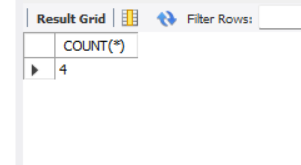 Result Grid Filter Rows:
COUNT(*)
4